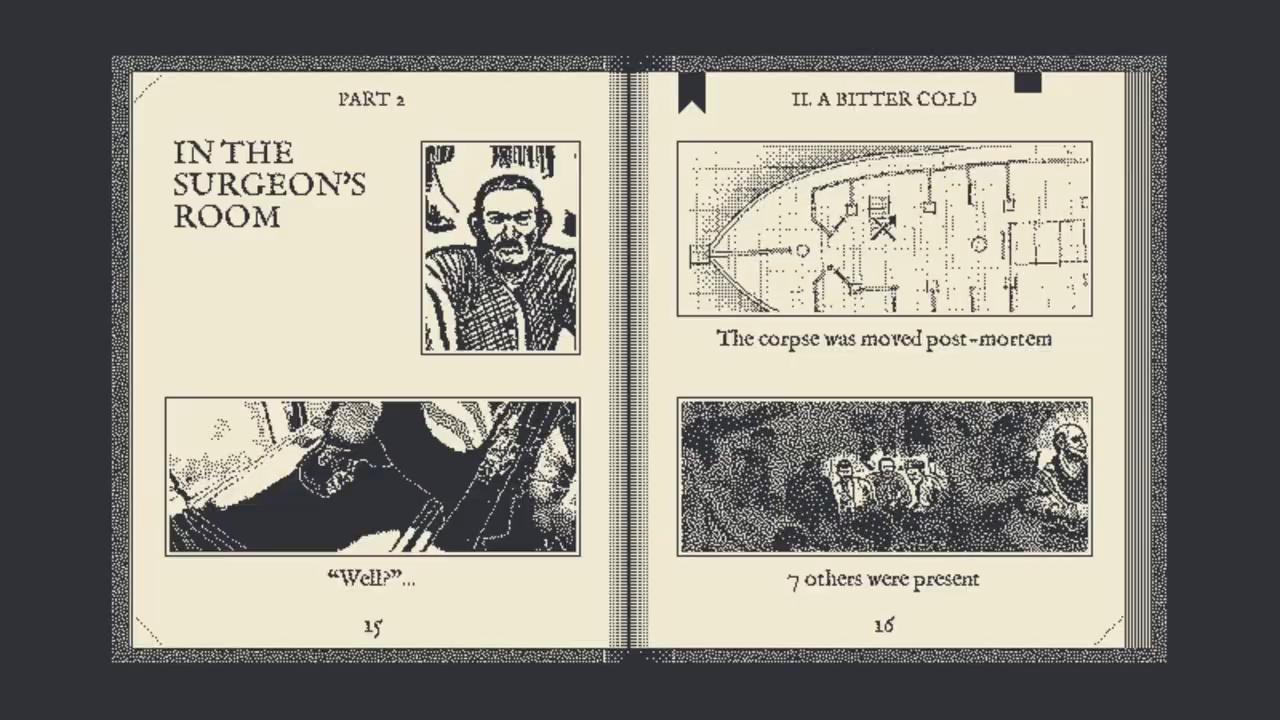 PART 2
IN THE
SURGEON'S
ROOM
“Well?”...
15
II. A BITTER COLD
The corpse was moved post-mortem
7 others were present
16